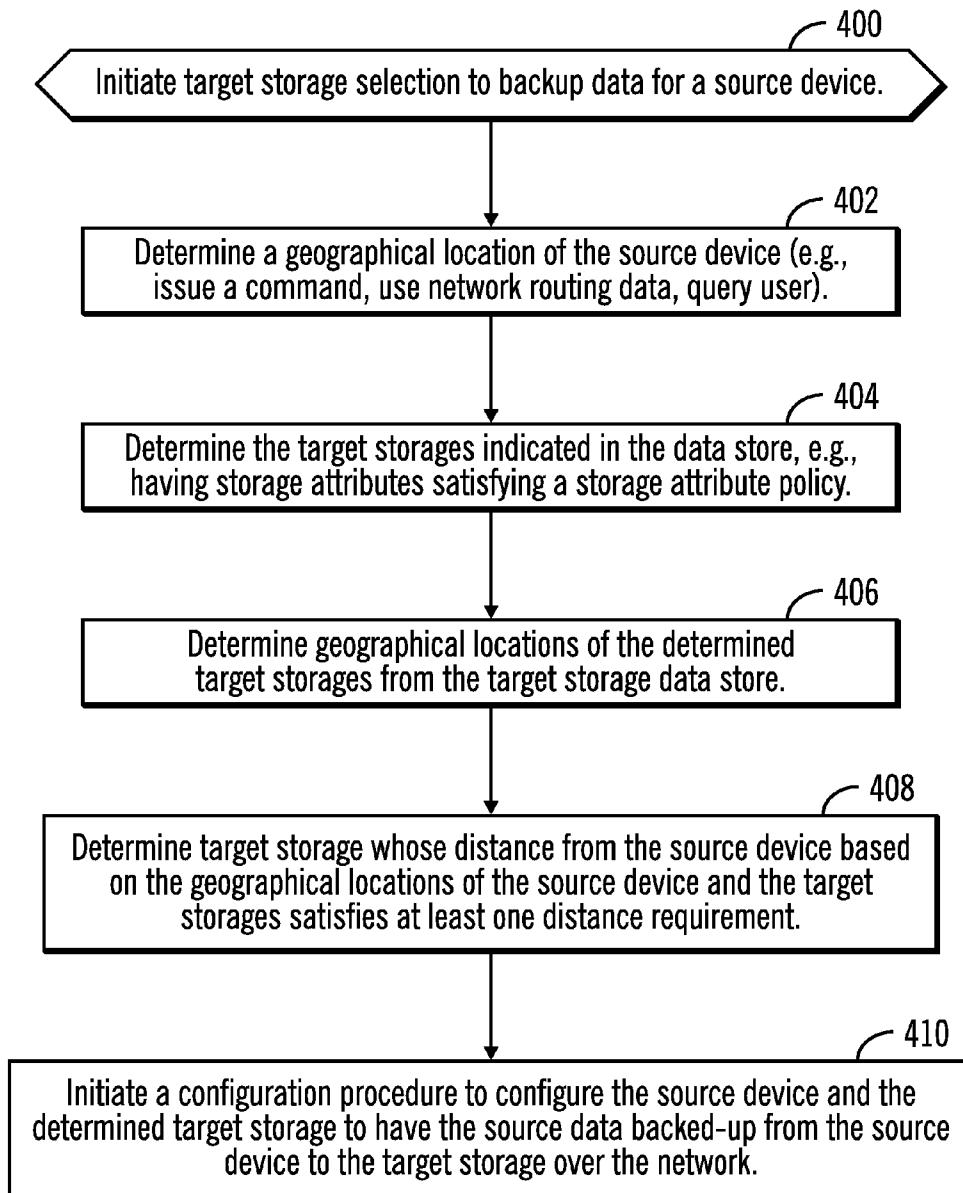 400
Initiate target storage selection to backup data for a source device.
402
Determine a geographical location of the source device (e.g.,
issue a command, use network routing data, query user).
404
Determine the target storages indicated in the data store, e.g.,
having storage attributes satisfying a storage attribute policy.
406
Determine geographical locations of the determined
target storages from the target storage data store.
408
Determine target storage whose distance from the source device based
on the geographical locations of the source device and the target
storages satisfies at least one distance requirement.
410
Initiate a configuration procedure to configure the source device and the
determined target storage to have the source data backed-up from the source
device to the target storage over the network.